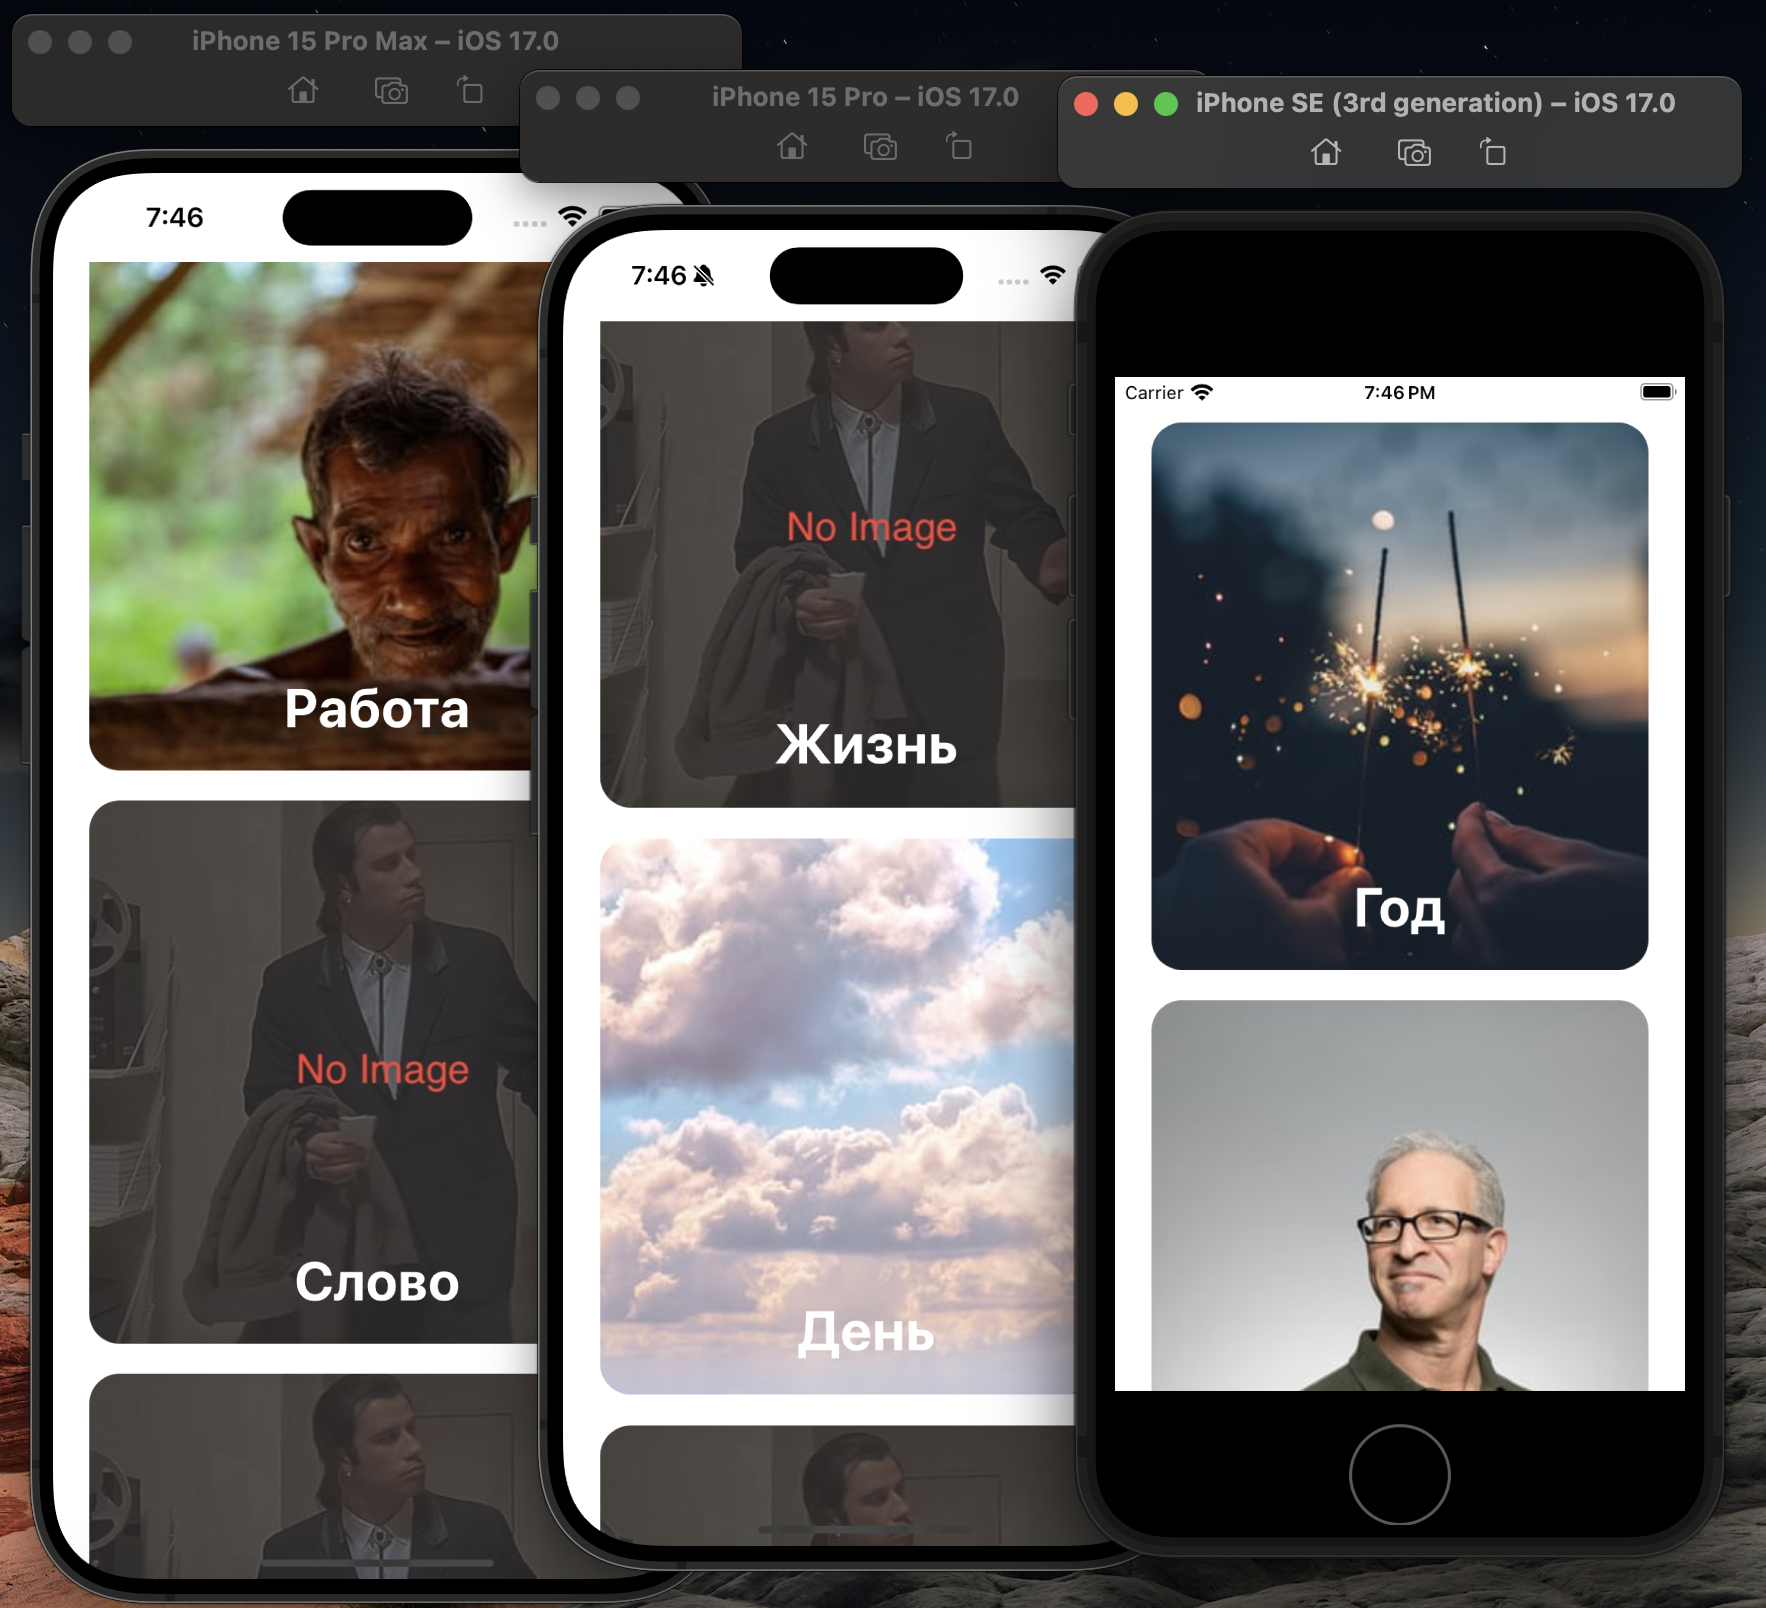 iPhone 15 Pro Max – iOS 17.0
7:46
Работа
No Image
Слово
iPhone 15 Pro – iOS 17.0
7:46
No Image
Жизнь
День
iPhone SE (3rd generation) – iOS 17.0
Carrier 7:46 PM
Год